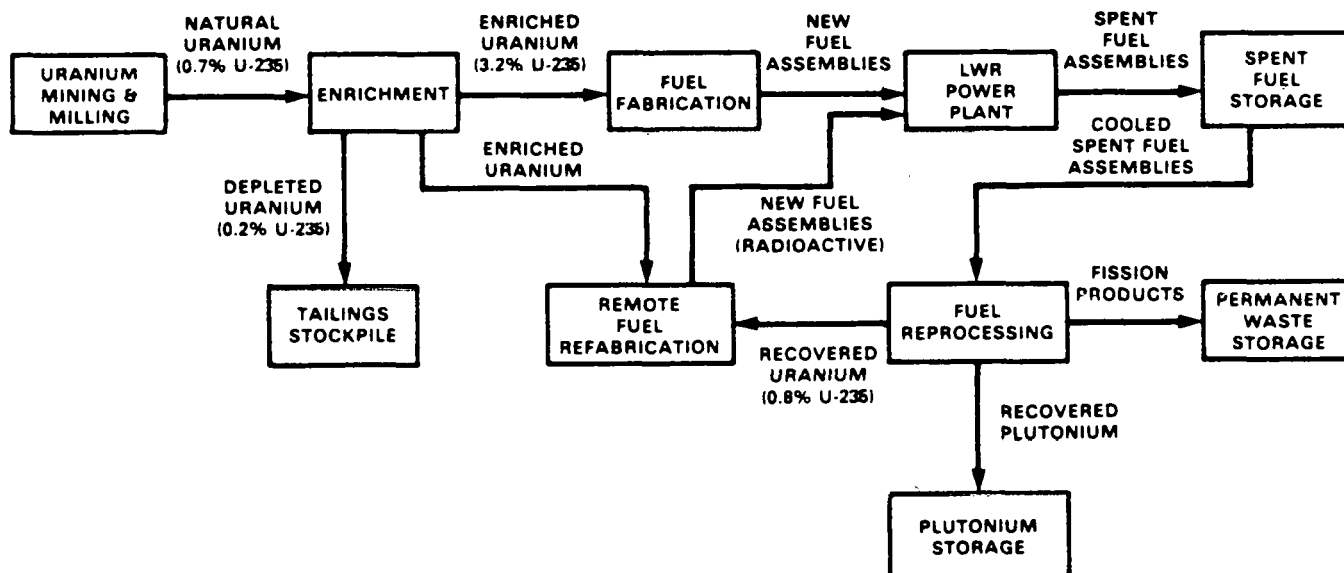 NATURAL
URANIUM
(0.7% U-235)
ENRICHED
URANIUM
(3.2% U-235)
NEW
FUEL
ASSEMBLIES
SPENT
FUEL
ASSEMBLIES
URANIUM
MINING &
MILLING
ENRICHMENT
FUEL
FABRICATION
LWR
POWER
PLANT
SPENT
FUEL
STORAGE
ENRICHED
URANIUM
COOLED
SPENT FUEL
ASSEMBLIES
DEPLETED
URANIUM
(0.2% U-235)
NEW FUEL
ASSEMBLIES
(RADIOACTIVE)
TAILINGS
STOCKPILE
REMOTE
FUEL
REFABRICATION
FUEL
REPROCESSING
FISSION
PRODUCTS
PERMANENT
WASTE
STORAGE
RECOVERED
URANIUM
(0.8% U-235)
RECOVERED
PLUTONIUM
PLUTONIUM
STORAGE